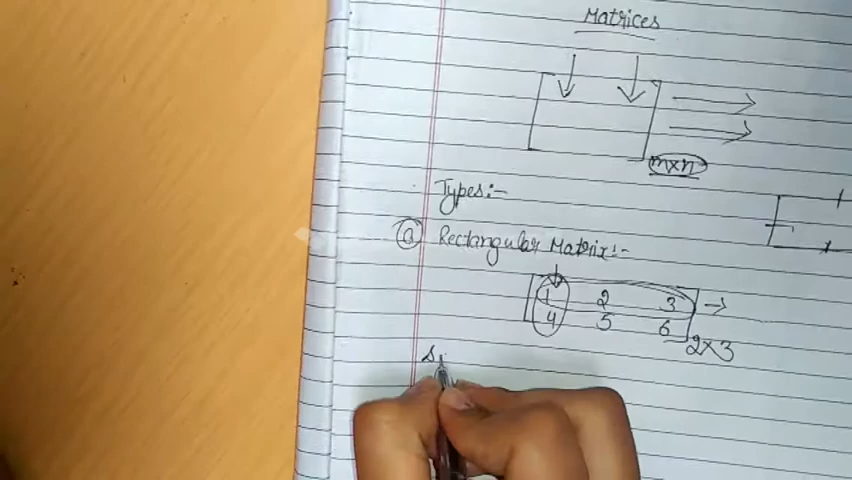 Matrices
m×n
Types:-
(a) Rectangular Matrix:-
1 2 3
4 5 6
2×3